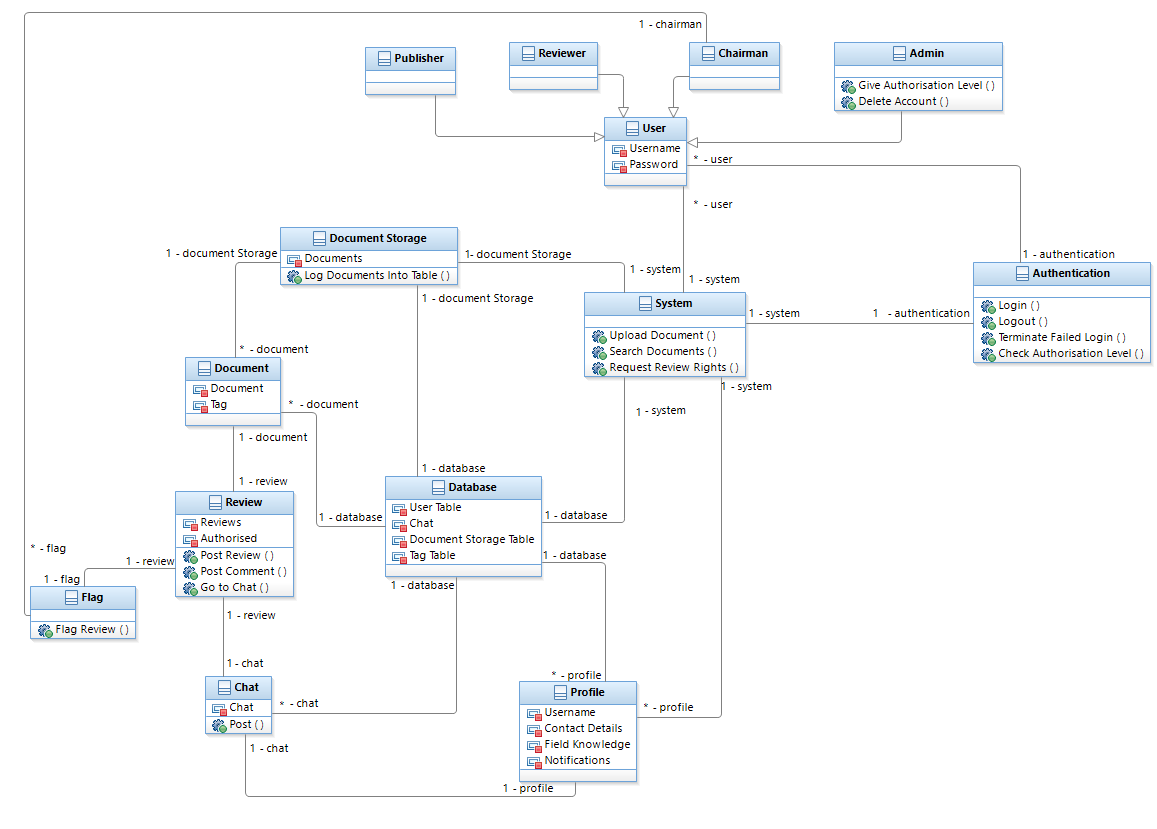 1 - chairman
Publisher
Reviewer
Chairman
Admin
Give Authorisation Level ( )
Delete Account ( )
User
Username
Password
* - user
* - user
Document Storage
Documents
Log Documents Into Table ( )
1 - document Storage
1- document Storage
1 - document Storage
1 - system
1 - system
1 - authentication
Authentication
Login ( )
Logout ( )
Terminate Failed Login ( )
Check Authorisation Level ( )
System
Upload Document ( )
Search Documents ( )
Request Review Rights ( )
1 - system
1 - authentication
1 - system
1 - system
* - document
Document
Document
Tag
* - document
1 - document
1 - review
Review
Reviews
Authorised
Post Review ( )
Post Comment ( )
Go to Chat ( )
1 - database
Database
User Table
Chat
Document Storage Table
Tag Table
1 - database
1 - database
1 - database
1 - database
* - flag
1 - review
1 - flag
Flag
Flag Review ( )
1 - review
1 - chat
Chat
Chat
Post ( )
* - chat
1 - chat
* - profile
Profile
Username
Contact Details
Field Knowledge
Notifications
* - profile
1 - profile